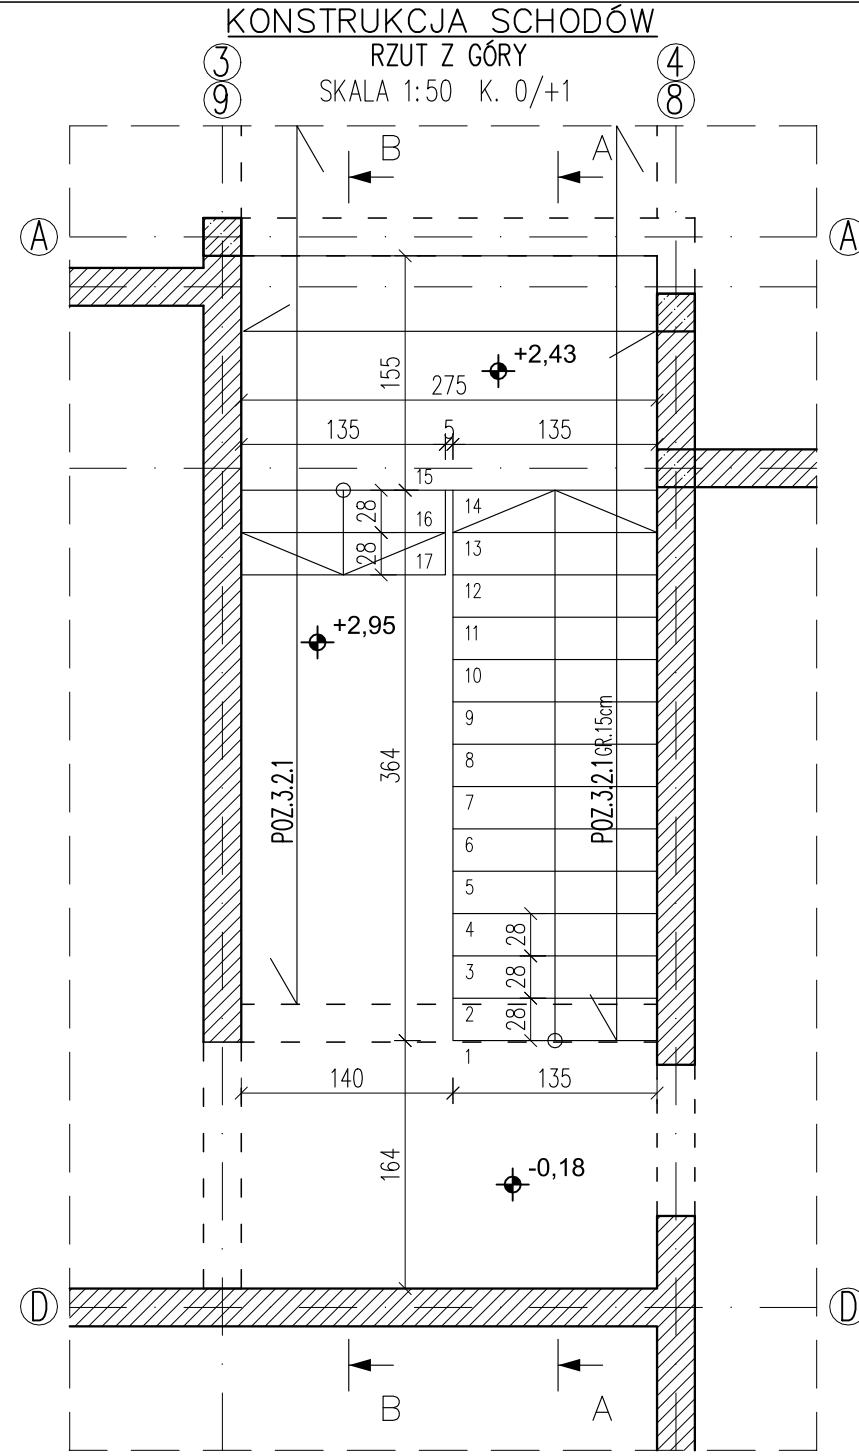 KONSTRUKCJA SCHODÓW
RZUT Z GÓRY
SKALA 1:50 K. 0/+1
3
9
4
8
B
A
A
A
+2,43
155
275
135
5
135
15
28
16
14
28
17
13
12
+2,95
11
10
9
8
7
6
5
4
3
2
1
364
POZ.3.2.1
POZ.3.2.1GR.15cm
28
28
28
140
135
164
-0,18
D
D
B
A